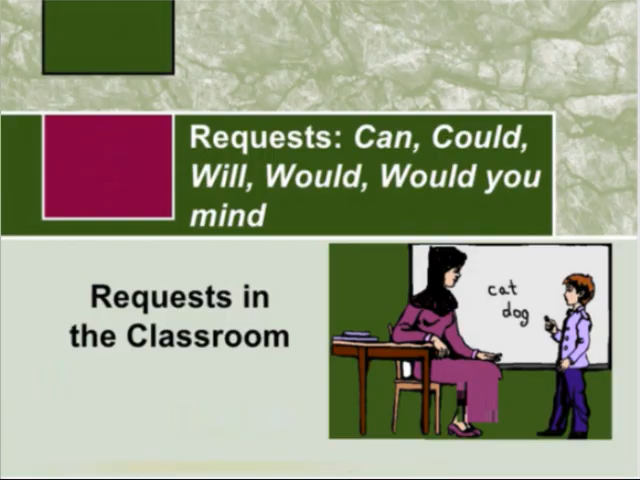 Requests: Can, Could,
Will, Would, Would you
mind
Requests in
the Classroom
cat
dog